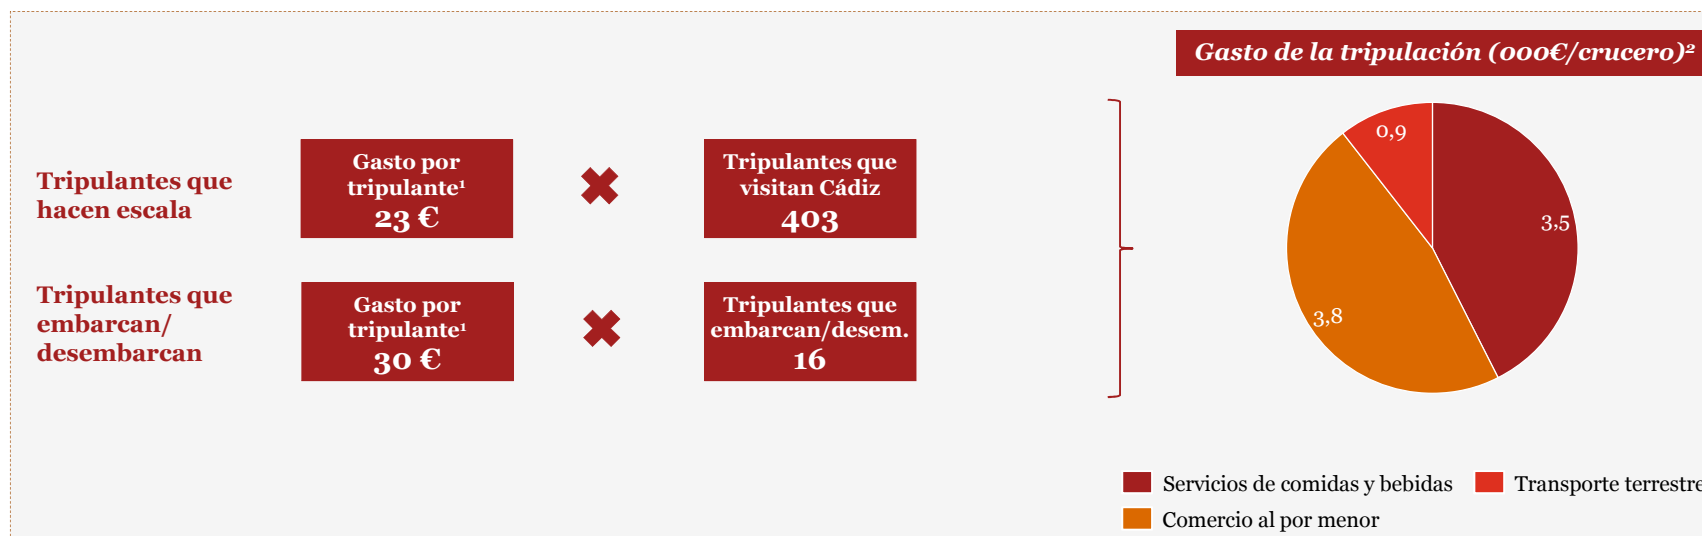 Gasto de la tripulación (000€/crucero)²
Tripulantes que
hacen escala
Gasto por
tripulante¹
23 €
Tripulantes que
visitan Cádiz
403
Tripulantes que
embarcan/
desembarcan
Gasto por
tripulante¹
30 €
Tripulantes que
embarcan/desem.
16
0,9
3,5
3,8
Servicios de comidas y bebidas
Transporte terrestre
Comercio al por menor